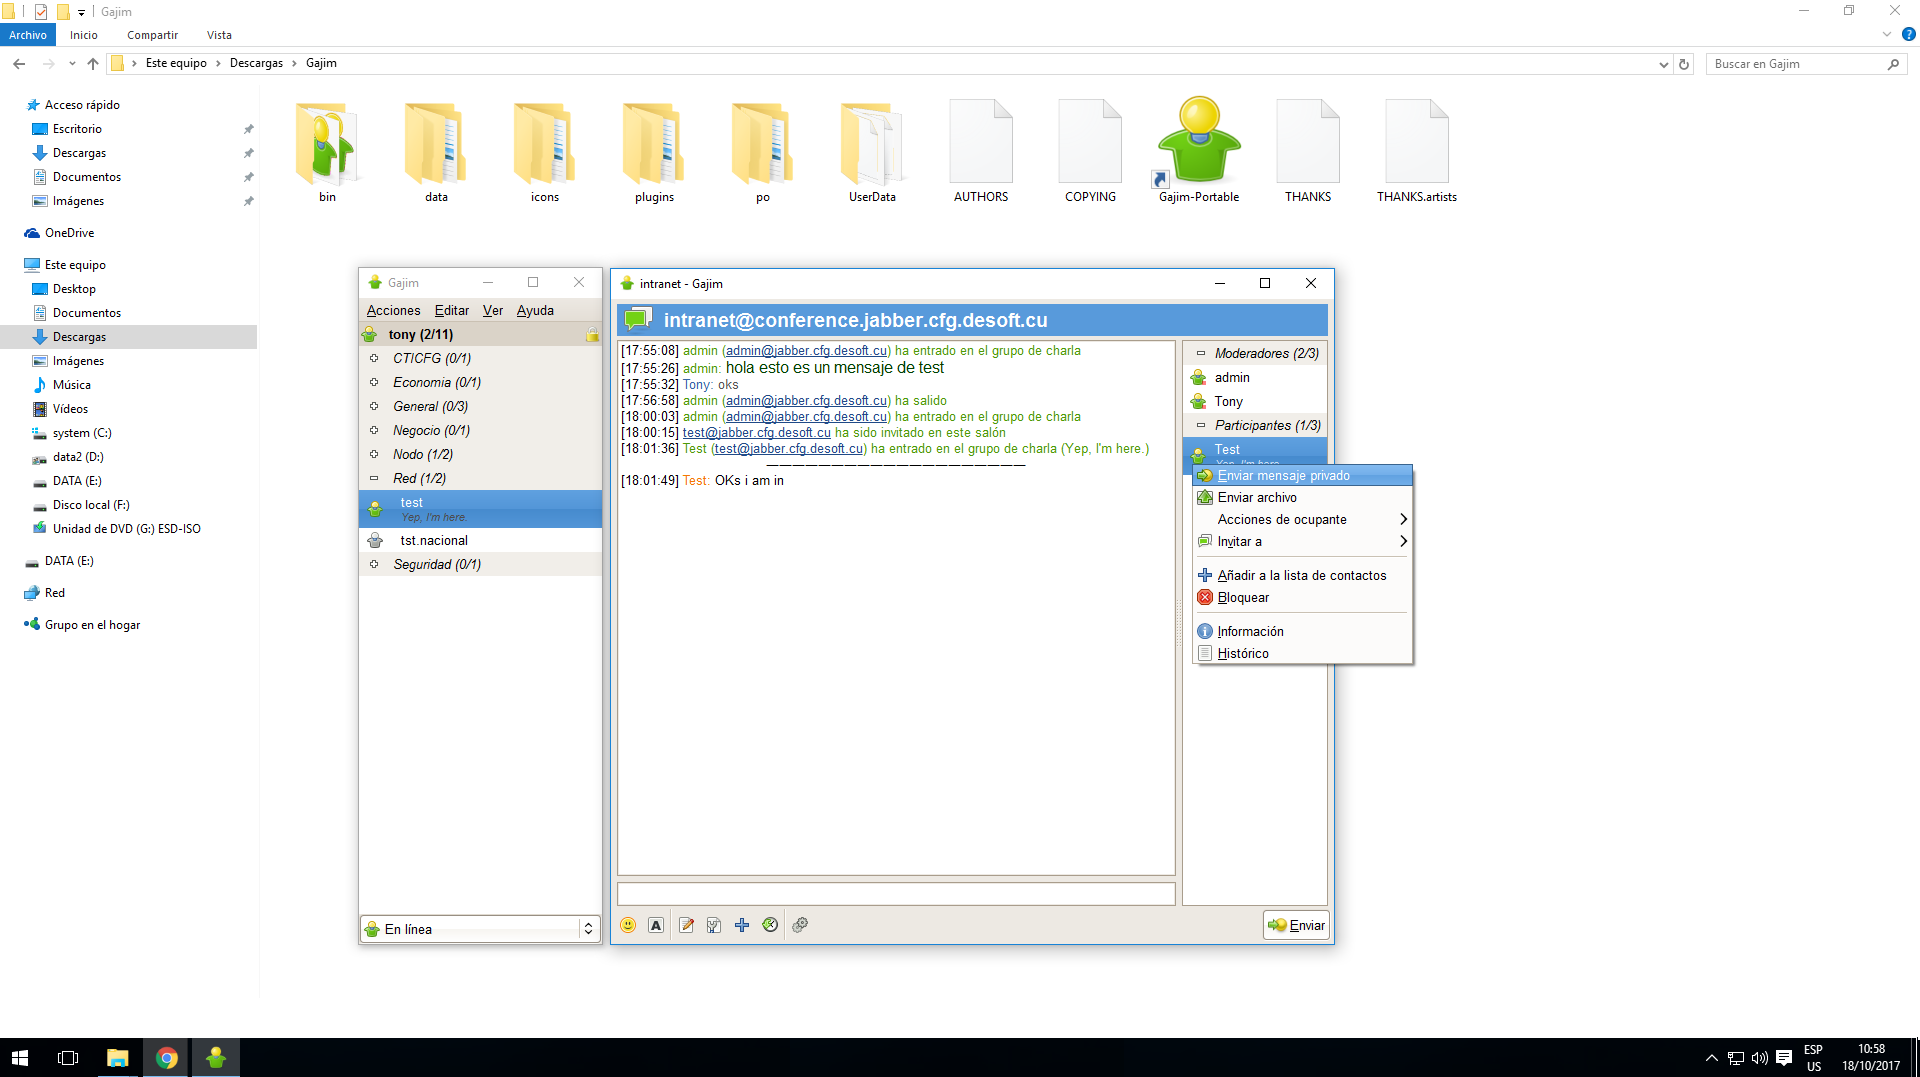 Gajim
Archivo
Inicio
Compartir
Vista
Este equipo
Descargas
Gajim
Buscar en Gajim
Acceso rápido
Escritorio
Descargas
Documentos
Imágenes
OneDrive
Este equipo
Desktop
Documentos
Descargas
Imágenes
Música
Vídeos
system (C:)
data2 (D:)
DATA (E:)
Disco local (F:)
Unidad de DVD (G:) ESD-ISO
DATA (E:)
Red
Grupo en el hogar
bin
data
icons
plugins
po
UserData
AUTHORS
COPYING
Gajim-Portable
THANKS
THANKS.artists
Gajim
Acciones
Editar
Ver
Ayuda
tony (2/11)
CTICFG (0/1)
Economia (0/1)
General (0/3)
Negocio (0/1)
Nodo (1/2)
Red (1/2)
test
Yep, I'm here.
tst.nacional
Seguridad (0/1)
En línea
intranet - Gajim
intranet@conference.jabber.cfg.desoft.cu
[17:55:08] admin (admin@jabber.cfg.desoft.cu) ha entrado en el grupo de charla
[17:55:26] admin: hola esto es un mensaje de test
[17:55:32] Tony: oks
[17:56:58] admin (admin@jabber.cfg.desoft.cu) ha salido
[18:00:03] admin (admin@jabber.cfg.desoft.cu) ha entrado en el grupo de charla
[18:00:15] test@jabber.cfg.desoft.cu ha sido invitado en este salón
[18:01:36] Test (test@jabber.cfg.desoft.cu) ha entrado en el grupo de charla (Yep, I'm here.)
[18:01:49] Test: OKs i am in
Moderadores (2/3)
admin
Tony
Participantes (1/3)
Test
Yep, I'm here.
Enviar mensaje privado
Enviar archivo
Acciones de ocupante
Invitar a
Añadir a la lista de contactos
Bloquear
Información
Histórico
Enviar
ESP
US
10:58
18/10/2017